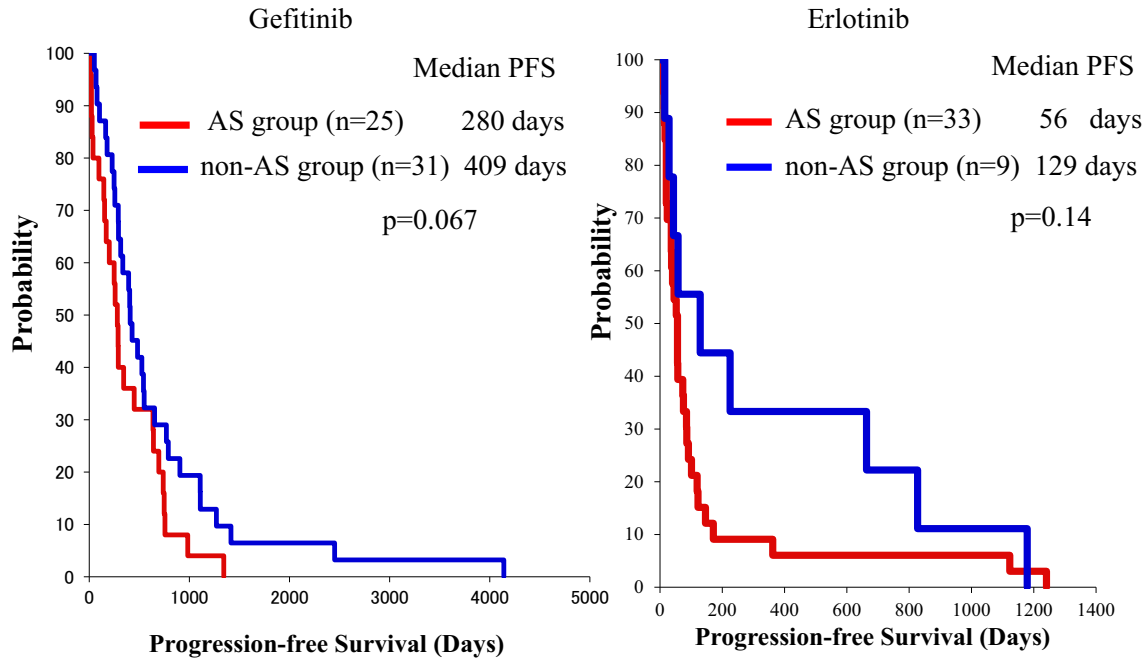 Gefitinib
Median PFS
AS group (n=25) 280 days
non-AS group (n=31) 409 days
p=0.067
Probability
100
90
80
70
60
50
40
30
20
10
0
0 1000 2000 3000 4000 5000
Progression-free Survival (Days)
Erlotinib
Median PFS
AS group (n=33) 56 days
non-AS group (n=9) 129 days
p=0.14
Probability
100
90
80
70
60
50
40
30
20
10
0
0 200 400 600 800 1000 1200 1400
Progression-free Survival (Days)